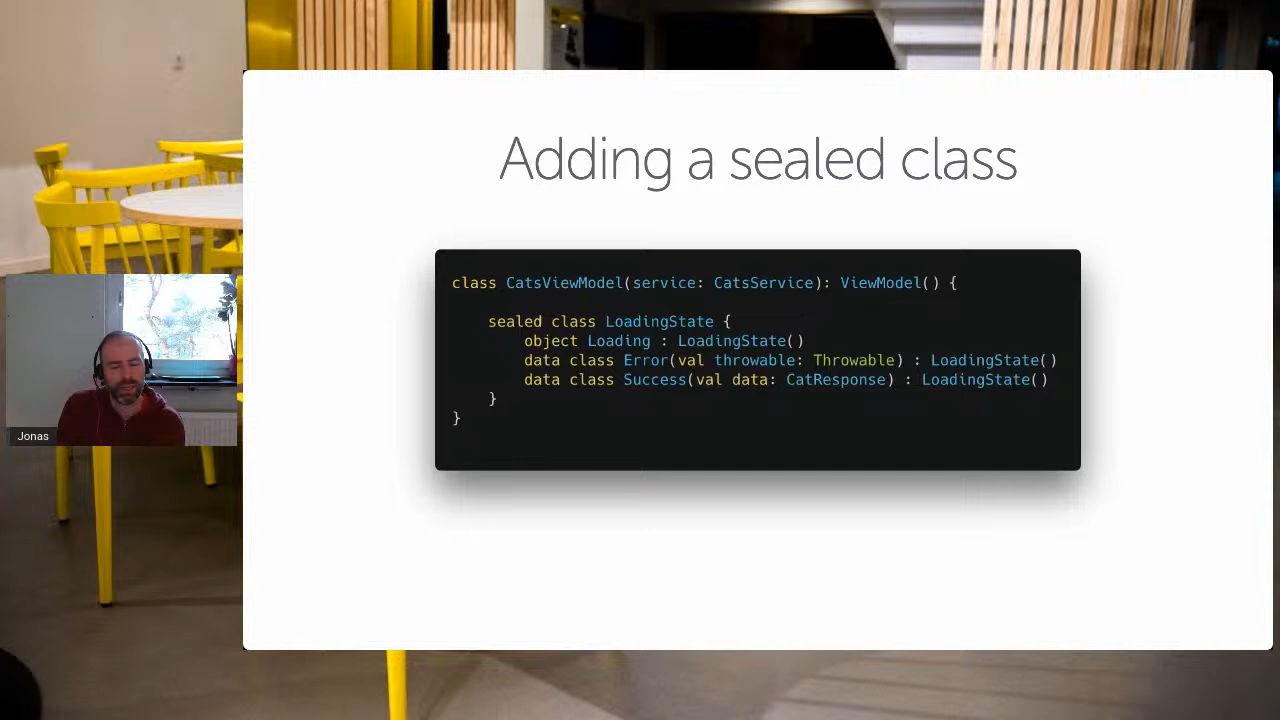 Adding a sealed class
class CatsViewModel(service: CatsService): ViewModel() {
sealed class LoadingState {
object Loading : LoadingState()
data class Error(val throwable: Throwable) : LoadingState()
data class Success(val data: CatResponse) : LoadingState()
}
}
Jonas